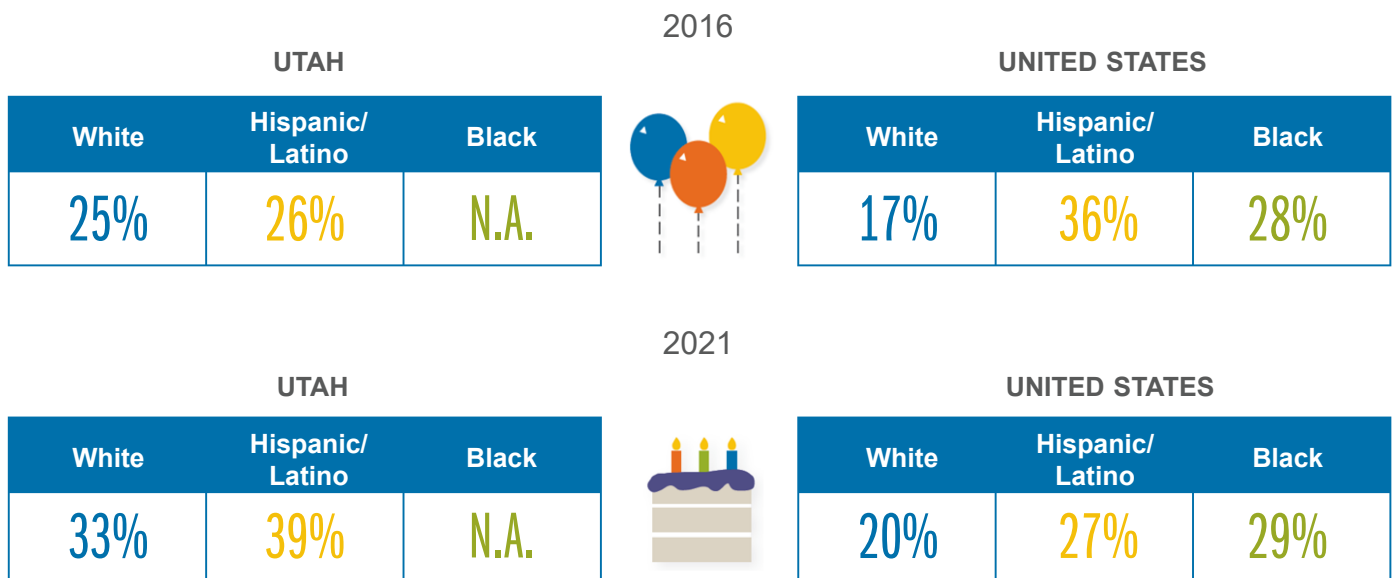 2016
UTAH
UNITED STATES
White
Hispanic/
Latino
Black
White
Hispanic/
Latino
Black
25%
26%
N.A.
17%
36%
28%
2021
UTAH
UNITED STATES
White
Hispanic/
Latino
Black
White
Hispanic/
Latino
Black
33%
39%
N.A.
20%
27%
29%